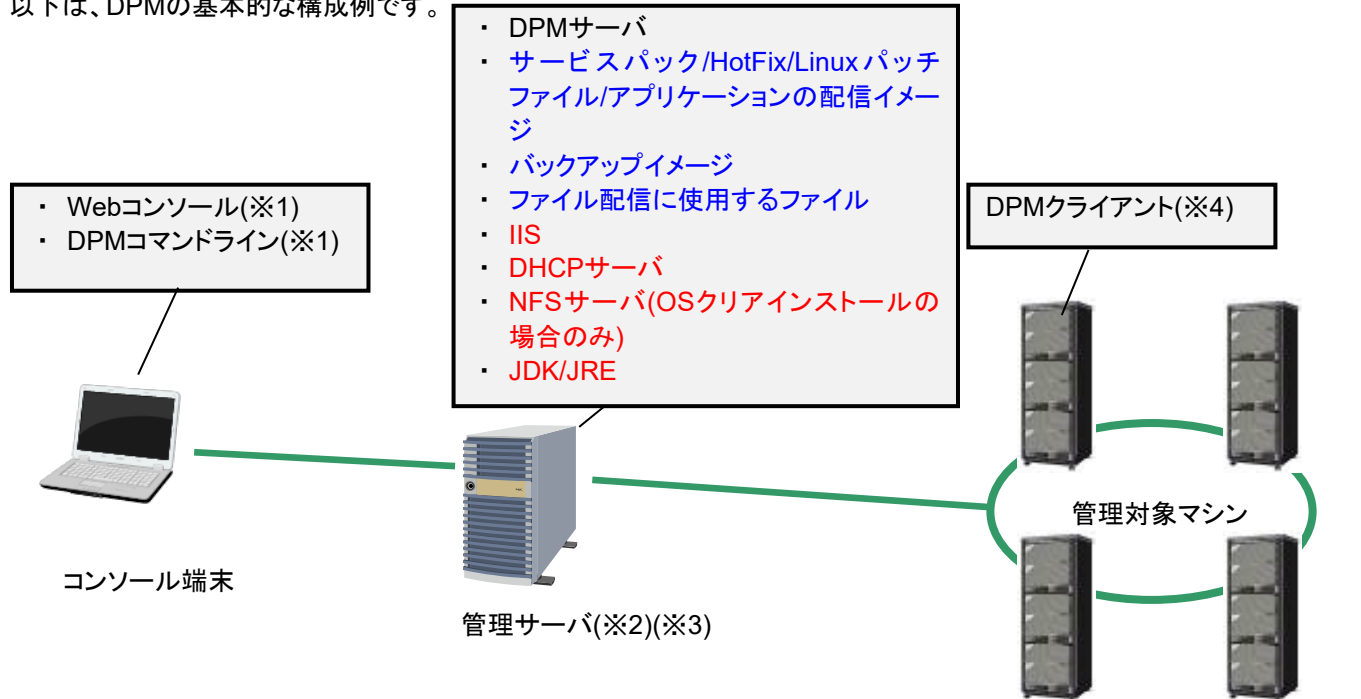 以下は、DPMの基本的な構成例です。
・ DPMサーバ
・ サービスパック/HotFix/Linuxパッチ
ファイル/アプリケーションの配信イメー
ジ
・ バックアップイメージ
・ ファイル配信に使用するファイル
・ IIS
・ DHCPサーバ
・ NFSサーバ(OSクリアインストールの
場合のみ)
・ JDK/JRE
・ Webコンソール(※1)
・ DPMコマンドライン(※1)
DPMクライアント(※4)
管理対象マシン
コンソール端末
管理サーバ(※2)(※3)